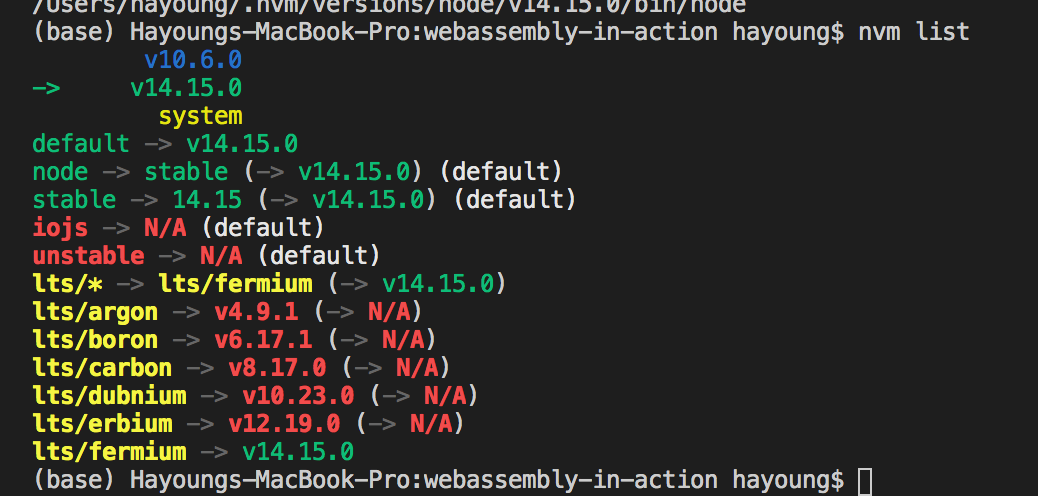 /Users/hayoung/.nvm/versions/node/v14.15.0/bin/node
(base) Hayoungs-MacBook-Pro:webassembly-in-action hayoung$ nvm list
v10.6.0
-> v14.15.0
system
default -> v14.15.0
node -> stable (-> v14.15.0) (default)
stable -> 14.15 (-> v14.15.0) (default)
iojs -> N/A (default)
unstable -> N/A (default)
lts/* -> lts/fermium (-> v14.15.0)
lts/argon -> v4.9.1 (-> N/A)
lts/boron -> v6.17.1 (-> N/A)
lts/carbon -> v8.17.0 (-> N/A)
lts/dubnium -> v10.23.0 (-> N/A)
lts/erbium -> v12.19.0 (-> N/A)
lts/fermium -> v14.15.0
(base) Hayoungs-MacBook-Pro:webassembly-in-action hayoung$